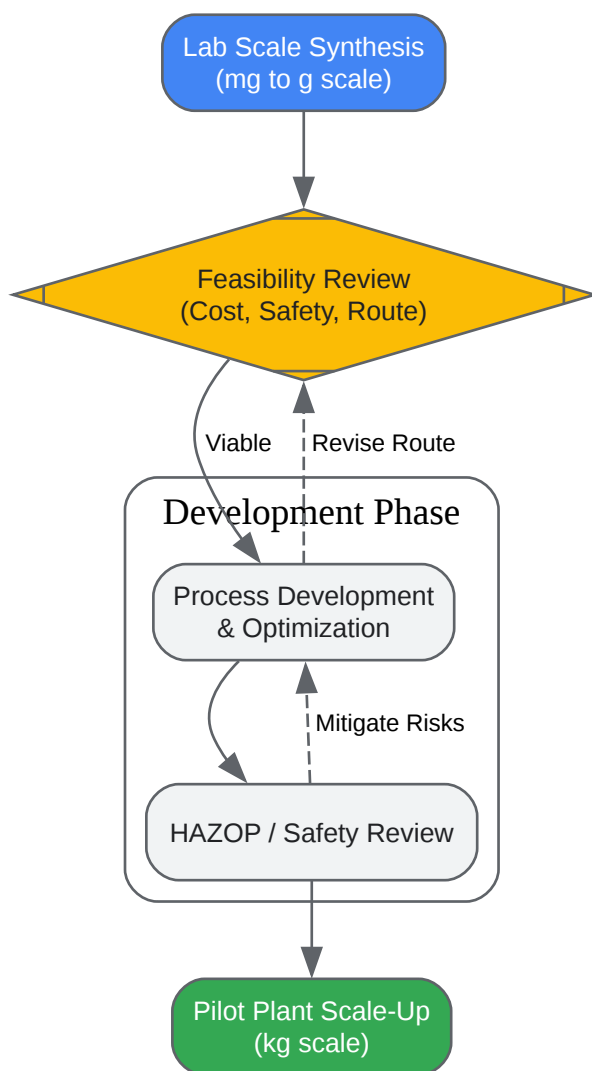 Lab Scale Synthesis
(mg to g scale)
Feasibility Review
(Cost, Safety, Route)
Viable
Revise Route
Development Phase
Process Development
& Optimization
Mitigate Risks
HAZOP / Safety Review
Pilot Plant Scale-Up
(kg scale)